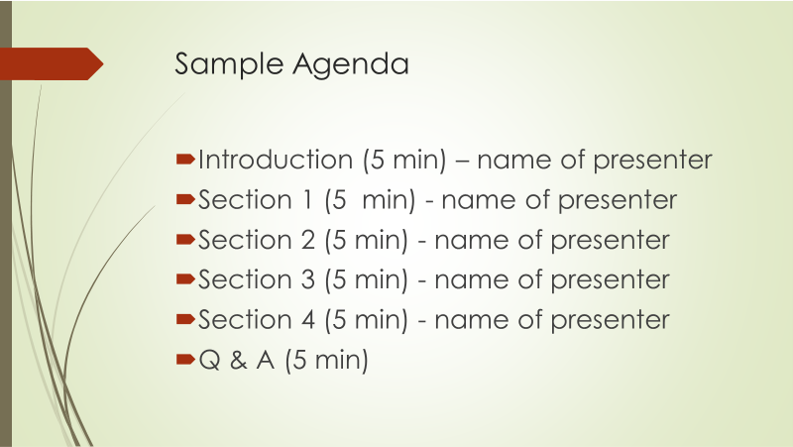 Sample Agenda
Introduction (5 min) – name of presenter
Section 1 (5  min) - name of presenter
Section 2 (5 min) - name of presenter
Section 3 (5 min) - name of presenter
Section 4 (5 min) - name of presenter
Q & A (5 min)